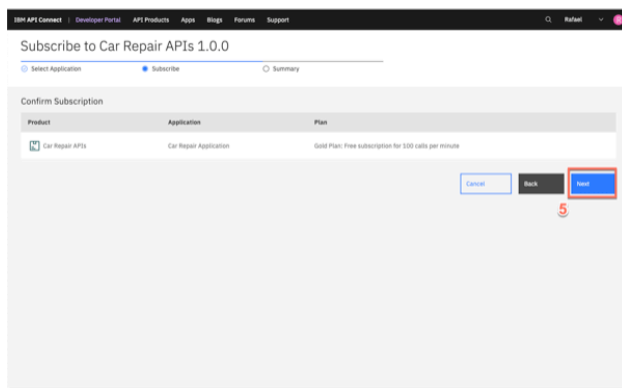 IBM API Connect | Developer Portal API Products Apps Blogs Forums Support Rafael
Subscribe to Car Repair APIs 1.0.0
Select Application Subscribe Summary
Confirm Subscription
Product Application Plan
Car Repair APIs Car Repair Application Gold Plan: Free subscription for 100 calls per minute
Cancel Back Next
5